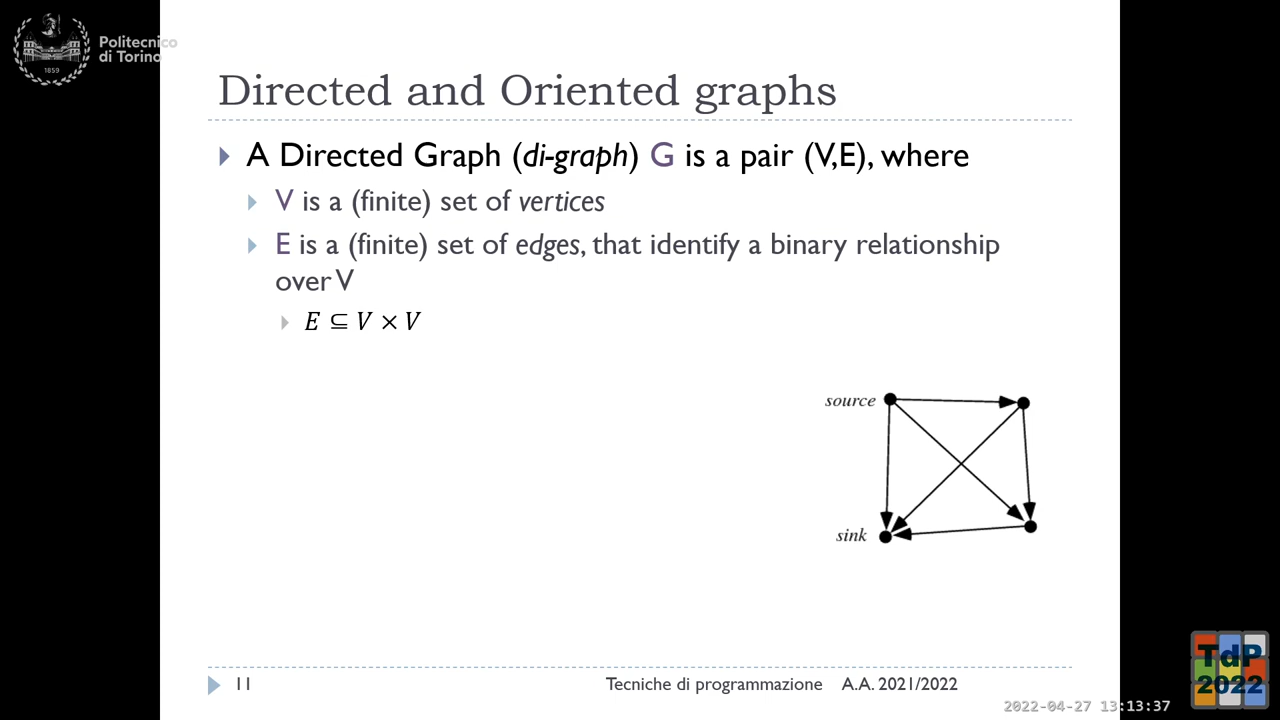 Politecnico
di Torino
1859
Directed and Oriented graphs
A Directed Graph (di-graph) G is a pair (V,E), where
V is a (finite) set of vertices
E is a (finite) set of edges, that identify a binary relationship
over V
E ⊆ V × V
source
sink
11
Tecniche di programmazione A.A. 2021/2022
TdP
2022
2022-04-27 13:13:37